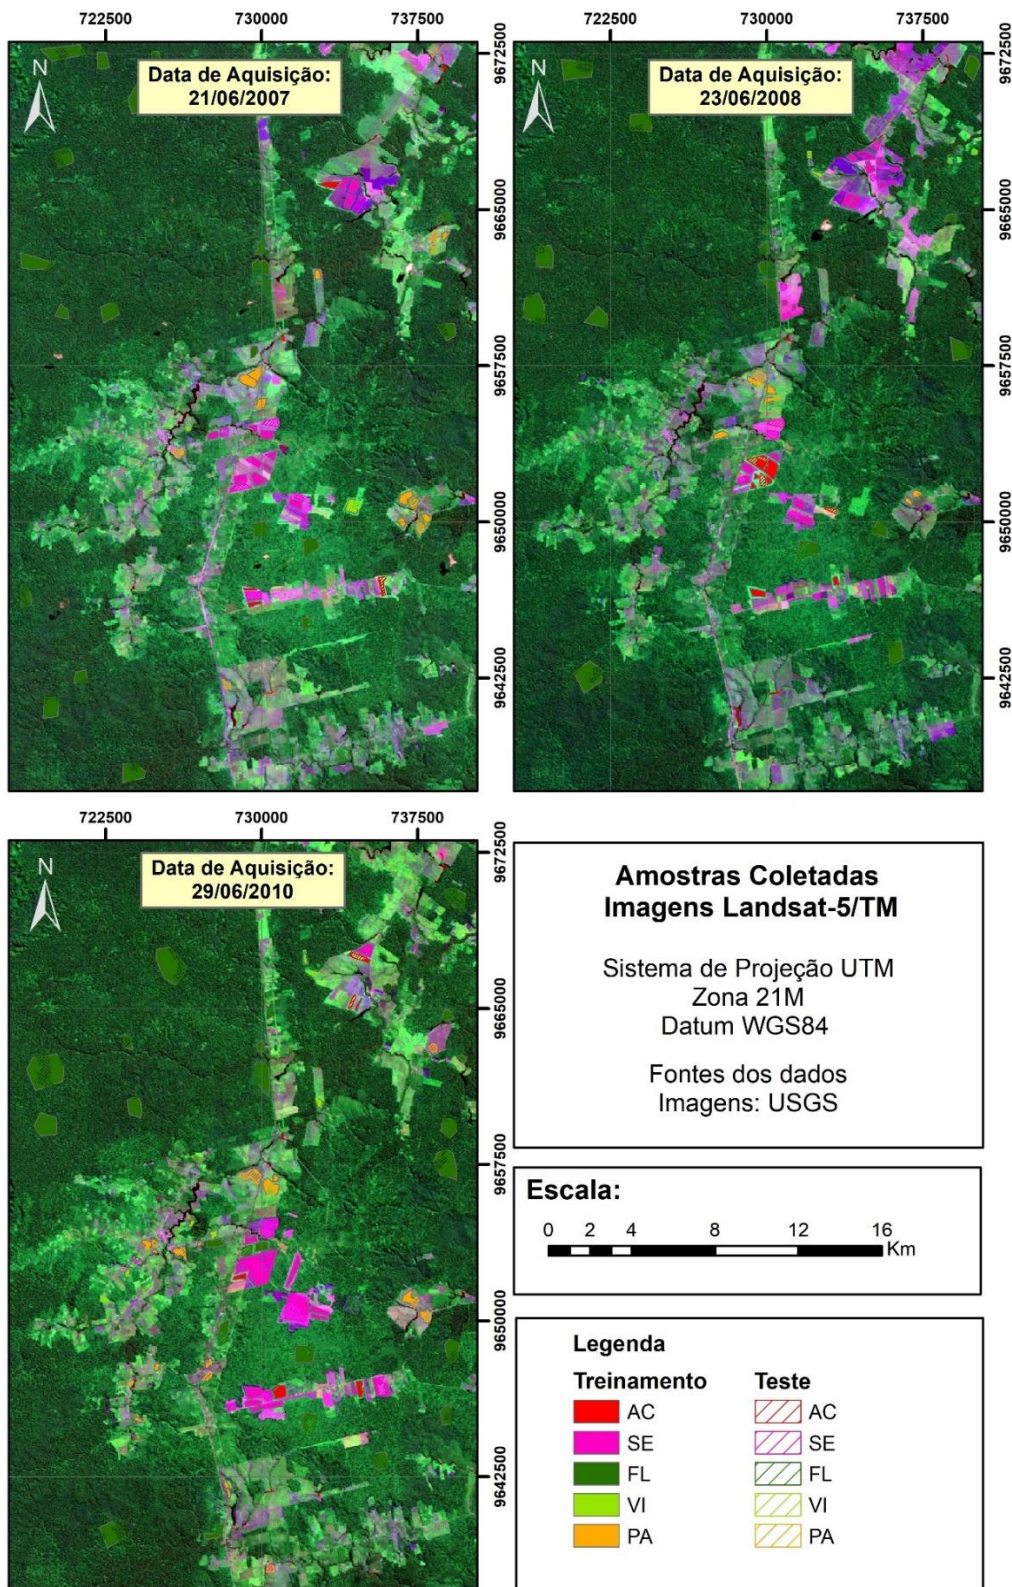 722500 730000 737500
722500 730000 737500
N
Data de Aquisição:
21/06/2007
N
Data de Aquisição:
23/06/2008
9672500
9665000
9657500
9650000
9642500
9672500
9665000
9657500
9650000
9642500
722500 730000 737500
N
Data de Aquisição:
29/06/2010
9672500
9665000
9657500
9650000
9642500
Amostras Coletadas
Imagens Landsat-5/TM
Sistema de Projeção UTM
Zona 21M
Datum WGS84
Fontes dos dados
Imagens: USGS
Escala:
0 2 4 8 12 16
Km
Legenda
Treinamento Teste
AC AC
SE SE
FL FL
VI VI
PA PA